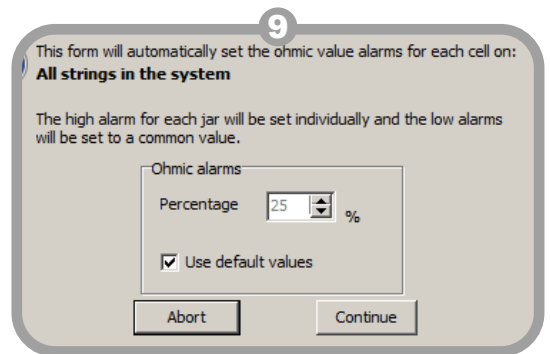 9
This form will automatically set the ohmic value alarms for each cell on:
All strings in the system
The high alarm for each jar will be set individually and the low alarms
will be set to a common value.
Ohmic alarms
Percentage 25 %
Use default values
Abort Continue